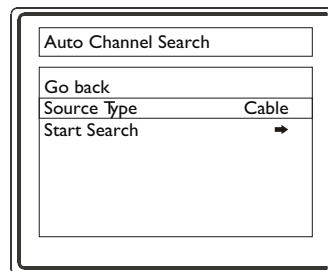 Auto Channel Search
Go back
Source Type Cable
Start Search ➡